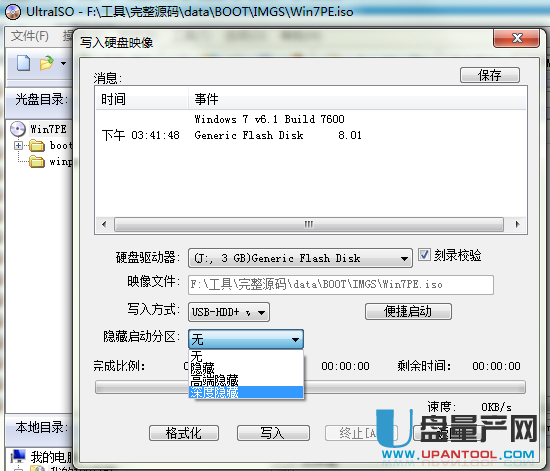 UltraISO - F:\工具\完整源码\data\BOOT\IMGS\Win7PE.iso
文件(F)
写入硬盘映像
消息:
保存
光盘目录:
时间 事件
Windows 7 v6.1 Build 7600
下午 03:41:48 Generic Flash Disk 8.01
Win7PE
boo
winp
硬盘驱动器: (J:, 3 GB)Generic Flash Disk
刻录校验
映像文件: F:\工具\完整源码\data\BOOT\IMGS\Win7PE.iso
写入方式: USB-HDD+ v
便捷启动
隐藏启动分区: 无
无
隐藏
高端隐藏
深度隐藏
完成比例: 00:00:00 剩余时间: 00:00:00
速度: 0KB/s
本地目录:
格式化 写入 终止[A
我的电脑
U盘量产网
WWW.UPANTOOL.COM